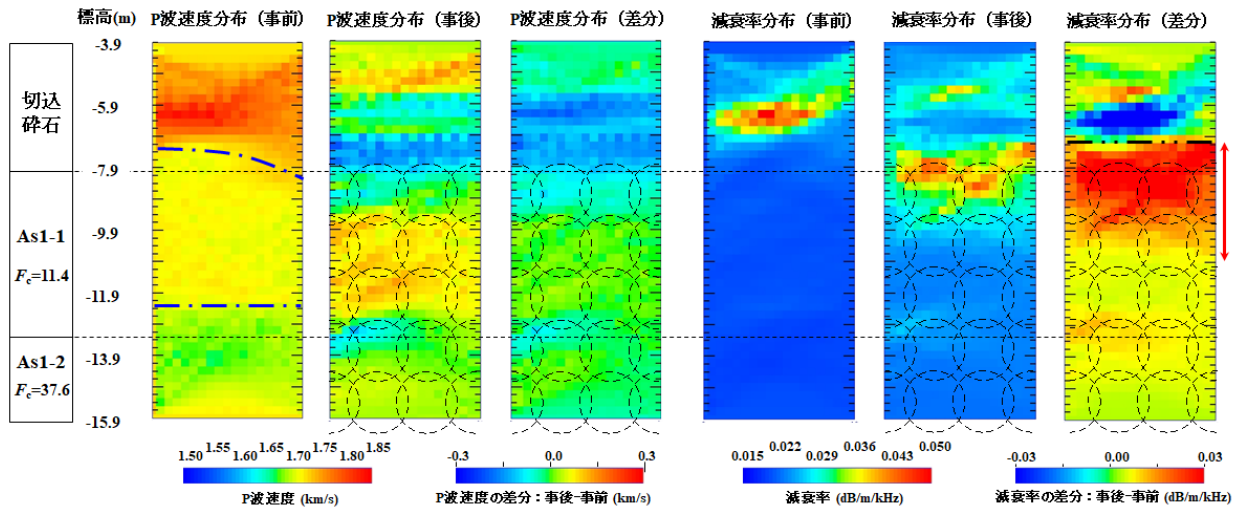 標高(m) P波速度分布（事前） P波速度分布（事後） P波速度分布（差分） 減衰率分布（事前） 減衰率分布（事後） 減衰率分布（差分）
-3.9
切込
砕石
-5.9
-7.9
As1-1
Fc=11.4
-9.9
-11.9
As1-2
Fc=37.6
-13.9
-15.9
1.50 1.55 1.60 1.65 1.70 1.75 1.80 1.85
P波速度 (km/s)
-0.3 0.0 0.3
P波速度の差分：事後-事前 (km/s)
0.015 0.022 0.029 0.036 0.043 0.050
減衰率 (dB/m/kHz)
-0.03 0.00 0.03
減衰率の差分：事後-事前 (dB/m/kHz)